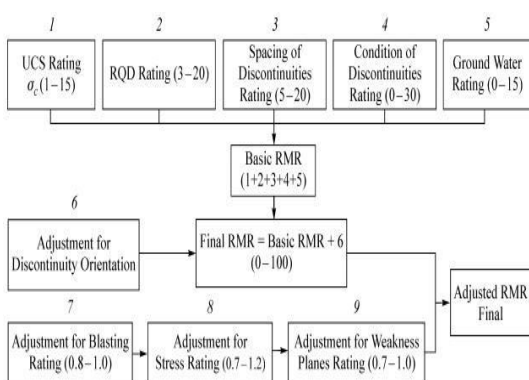 1
2
3
4
5
UCS Rating
σc (1–15)
RQD Rating (3–20)
Spacing of
Discontinuities
Rating (5–20)
Condition of
Discontinuities
Rating (0–30)
Ground Water
Rating (0–15)
Basic RMR
(1+2+3+4+5)
6
Adjustment for
Discontinuity Orientation
Final RMR = Basic RMR + 6
(0–100)
Adjusted RMR
Final
7
8
9
Adjustment for Blasting
Rating (0.8–1.0)
Adjustment for
Stress Rating (0.7–1.2)
Adjustment for Weakness
Planes Rating (0.7–1.0)